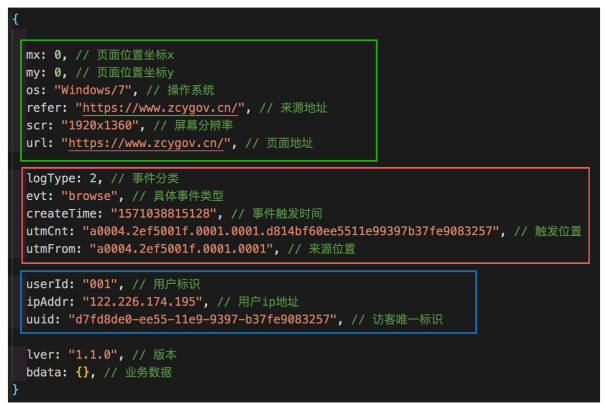 {
mx: 0, // 页面位置坐标x
my: 0, // 页面位置坐标y
os: "Windows/7", // 操作系统
refer: "https://www.zcygov.cn/", // 来源地址
scr: "1920x1360", // 屏幕分辨率
url: "https://www.zcygov.cn/", // 页面地址
logType: 2, // 事件分类
evt: "browse", // 具体事件类型
createTime: "1571038815128", // 事件触发时间
utmCnt: "a0004.2ef5001f.0001.0001.d814bf60ee5511e99397b37fe9083257", // 触发位置
utmFrom: "a0004.2ef5001f.0001.0001", // 来源位置
userId: "001", // 用户标识
ipAddr: "122.226.174.195", // 用户ip地址
uuid: "d7fd8de0-ee55-11e9-9397-b37fe9083257", // 访客唯一标识
lver: "1.1.0", // 版本
bdata: {}, // 业务数据
}